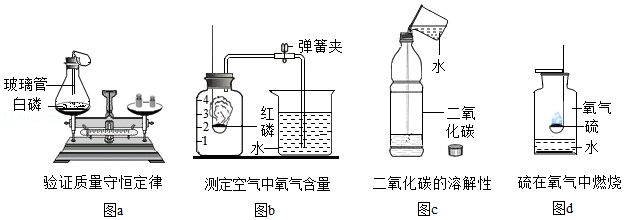 玻璃管
白磷
验证质量守恒定律
图a
弹簧夹
4
3
2
1
红
磷
水
测定空气中氧气含量
图b
水
二氧
化碳
二氧化碳的溶解性
图c
氧气
硫
水
硫在氧气中燃烧
图d